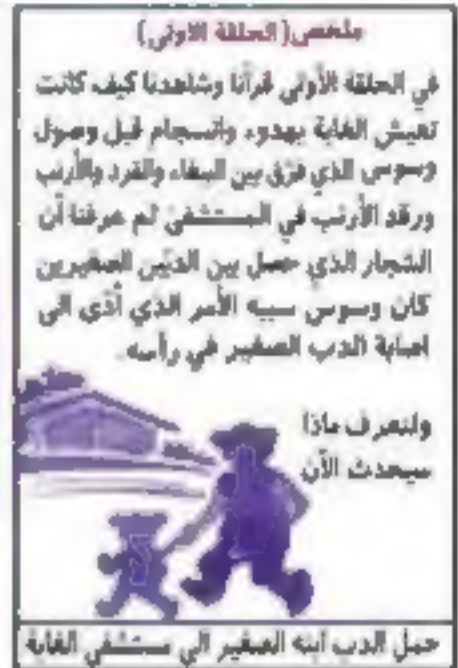 ملخص (الحلقة الاولى)
في الحلقة الأولى قرأنا وشاهدنا كيف كانت
تعيش الغابة بهدوء وانسجام قبل وصول
وسوس الذي فرق بين الببغاء والقرد والأرنب
ورقد الأرنب في المستشفى ثم عرفنا أن
الشجار الذي حصل بين الدبين الصغيرين
كان وسوس سببه الأمر الذي أدى الى
اصابة الدب الصغير في رأسه.
ولنعرف ماذا
سيحدث الآن
حمل الدب ابنه الصغير الى مستشفى الغابة